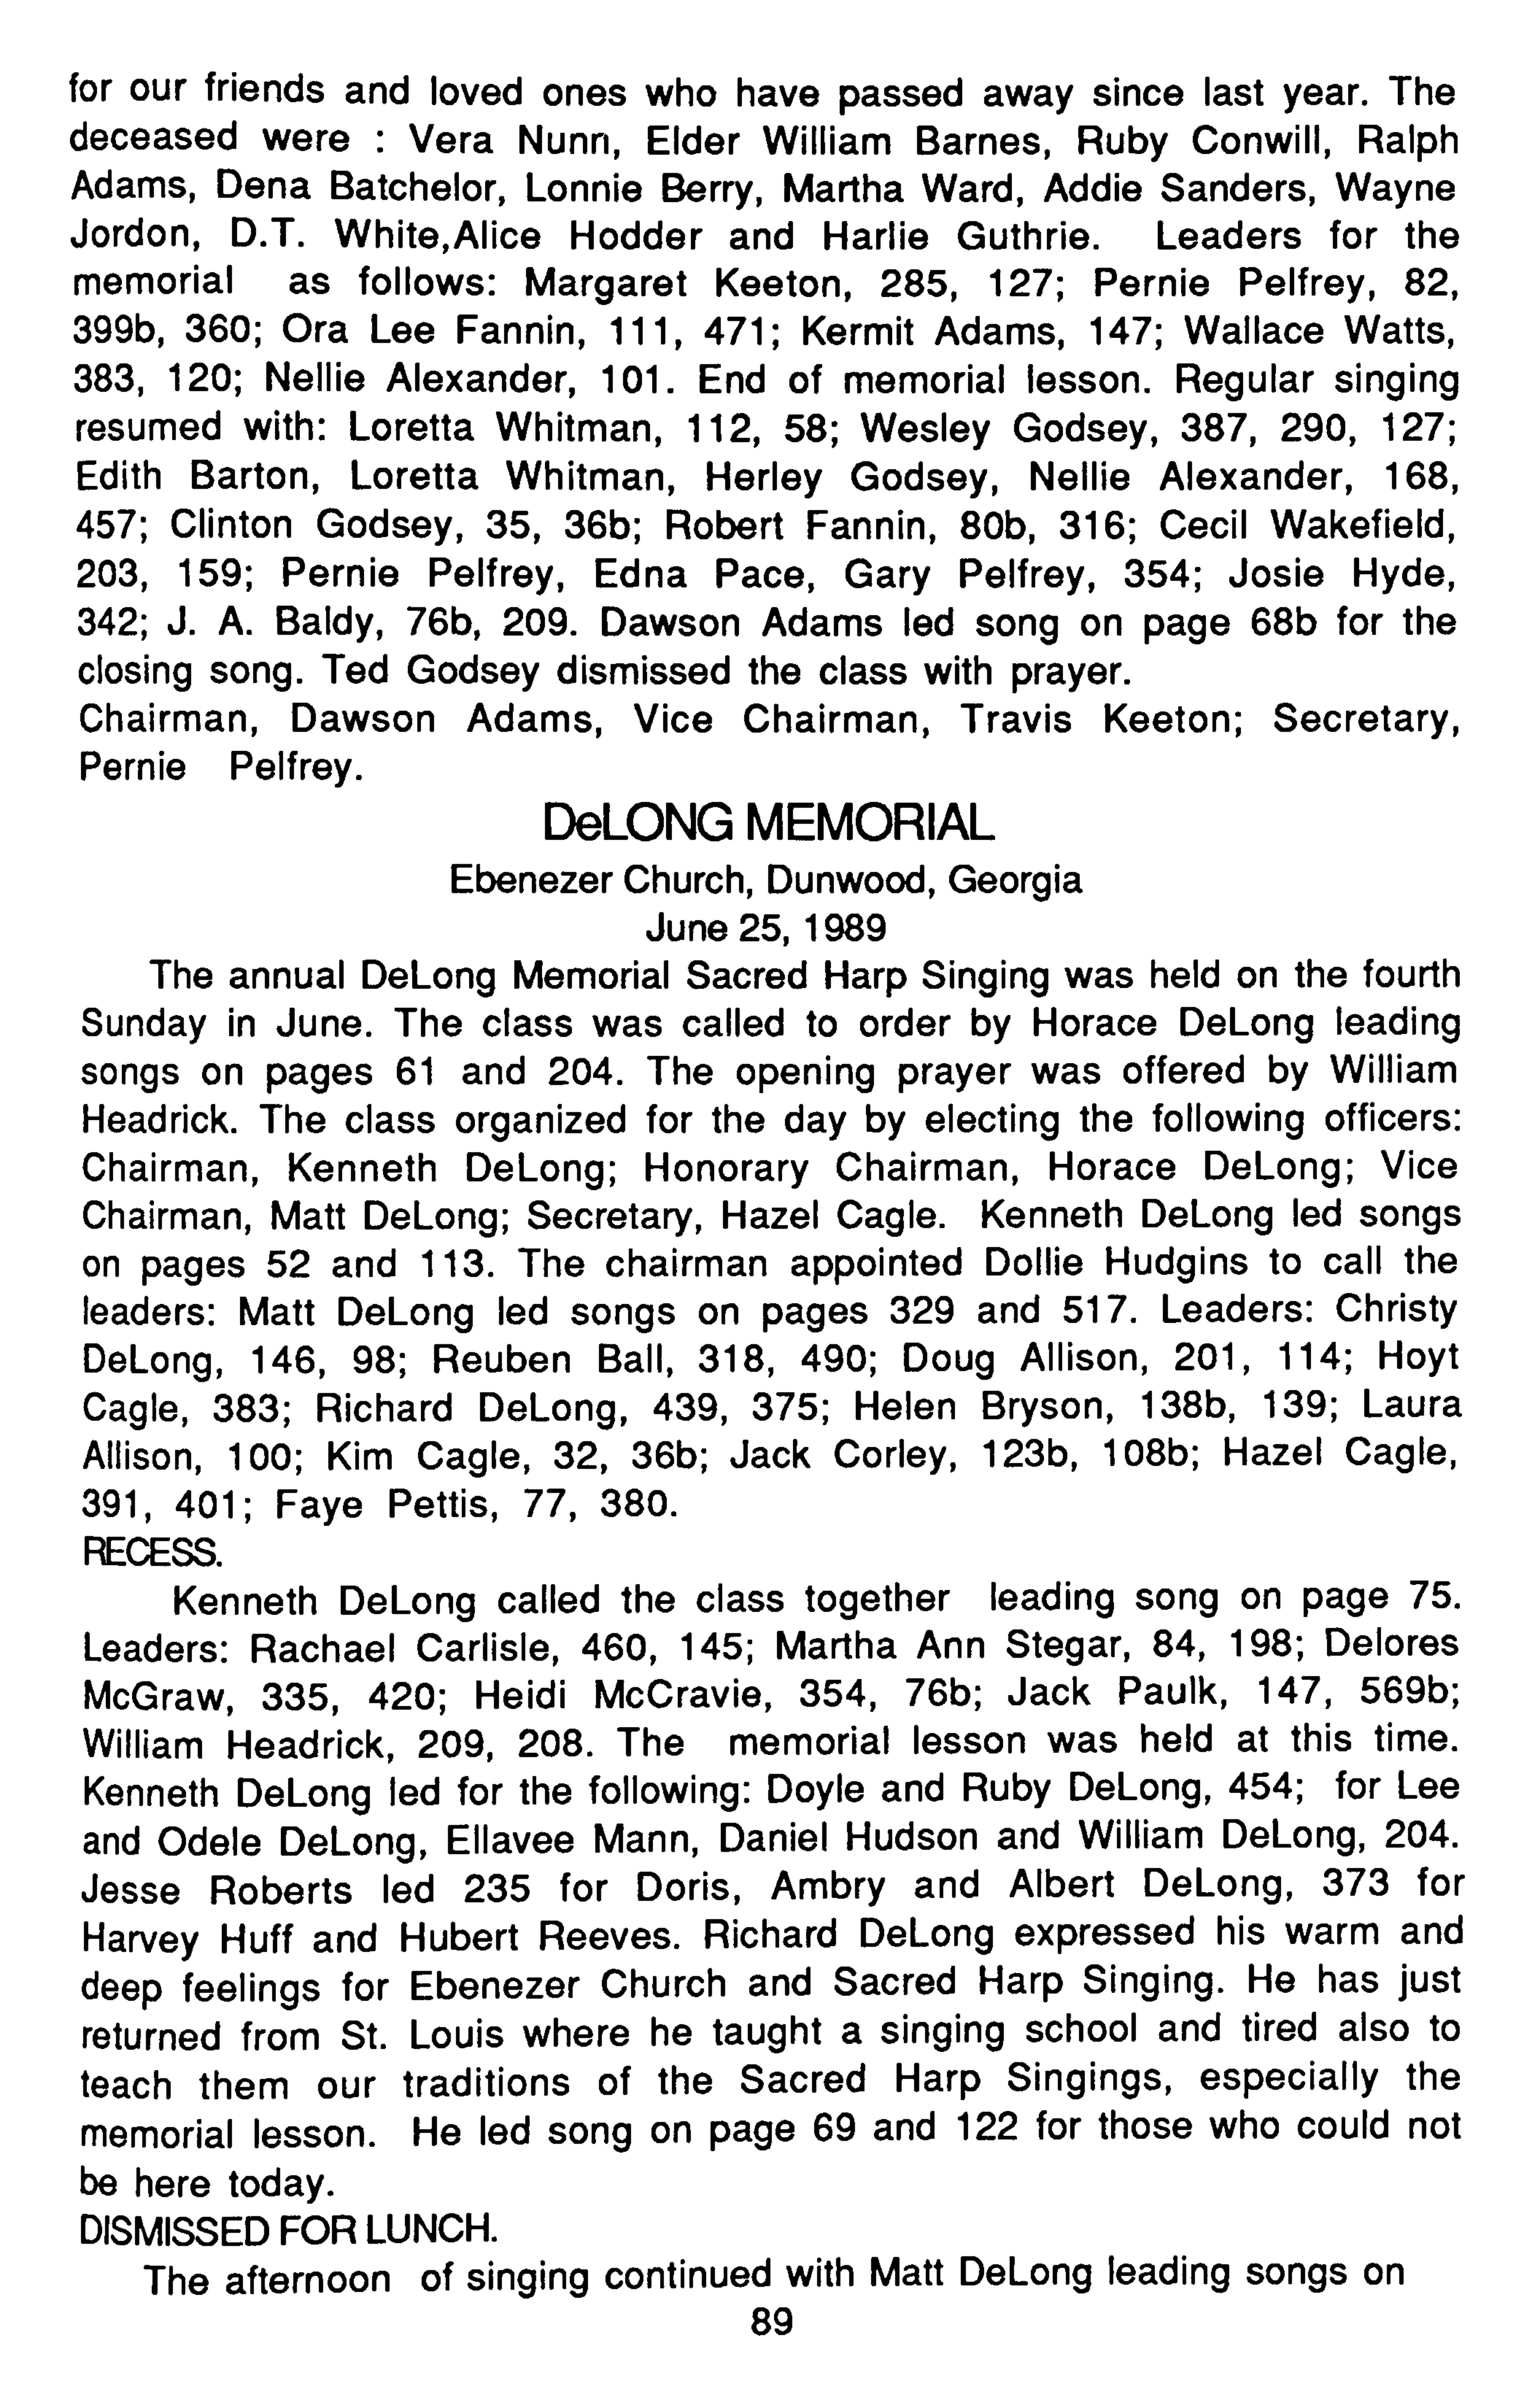 for our friends and loved ones who have passed away since last year. The
deceased were : Vera Nunn, Elder William Barnes, Ruby Conwill, Ralph
Adams, Dena Batchelor, Lonnie Berry, Martha Ward, Addie Sanders, Wayne
Jordon, D.T. White,Alice Hodder and Harlie Guthrie. Leaders for the
memorial as follows: Margaret Keeton, 285, 127; Pernie Pelfrey, 82,
399b, 360; Ora Lee Fannin, 111, 471; Kermit Adams, 147; Wallace Watts,
383, 120; Nellie Alexander, 101. End of memorial lesson. Regular singing
resumed with: Loretta Whitman, 112, 58; Wesley Godsey, 387, 290, 127;
Edith Barton, Loretta Whitman, Herley Godsey, Nellie Alexander, 168,
457; Clinton Godsey, 35, 36b; Robert Fannin, 80b, 316; Cecil Wakefield,
203, 159; Pernie Pelfrey, Edna Pace, Gary Pelfrey, 354; Josie Hyde,
342; J. A. Baldy, 76b, 209. Dawson Adams led song on page 68b for the
closing song. Ted Godsey dismissed the class with prayer.
Chairman, Dawson Adams, Vice Chairman, Travis Keeton; Secretary,
Pernie Pelfrey.
DeLONG MEMORIAL
Ebenezer Church, Dunwood, Georgia
June 25, 1989
The annual DeLong Memorial Sacred Harp Singing was held on the fourth
Sunday in June. The class was called to order by Horace DeLong leading
songs on pages 61 and 204. The opening prayer was offered by William
Headrick. The class organized for the day by electing the following officers:
Chairman, Kenneth DeLong; Honorary Chairman, Horace DeLong; Vice
Chairman, Matt DeLong; Secretary, Hazel Cagle. Kenneth DeLong led songs
on pages 52 and 113. The chairman appointed Dollie Hudgins to call the
leaders: Matt DeLong led songs on pages 329 and 517. Leaders: Christy
DeLong, 146, 98; Reuben Ball, 318, 490; Doug Allison, 201, 114; Hoyt
Cagle, 383; Richard DeLong, 439, 375; Helen Bryson, 138b, 139; Laura
Allison, 100; Kim Cagle, 32, 36b; Jack Corley, 123b, 108b; Hazel Cagle,
391, 401; Faye Pettis, 77, 380.
RECESS.
Kenneth DeLong called the class together leading song on page 75.
Leaders: Rachael Carlisle, 460, 145; Martha Ann Stegar, 84, 198; Delores
McGraw, 335, 420; Heidi McCravie, 354, 76b; Jack Paulk, 147, 569b;
William Headrick, 209, 208. The memorial lesson was held at this time.
Kenneth DeLong led for the following: Doyle and Ruby DeLong, 454; for Lee
and Odele DeLong, Ellavee Mann, Daniel Hudson and William DeLong, 204.
Jesse Roberts led 235 for Doris, Ambry and Albert DeLong, 373 for
Harvey Huff and Hubert Reeves. Richard DeLong expressed his warm and
deep feelings for Ebenezer Church and Sacred Harp Singing. He has just
returned from St. Louis where he taught a singing school and tired also to
teach them our traditions of the Sacred Harp Singings, especially the
memorial lesson. He led song on page 69 and 122 for those who could not
be here today.
DISMISSED FOR LUNCH.
The afternoon of singing continued with Matt DeLong leading songs on
89